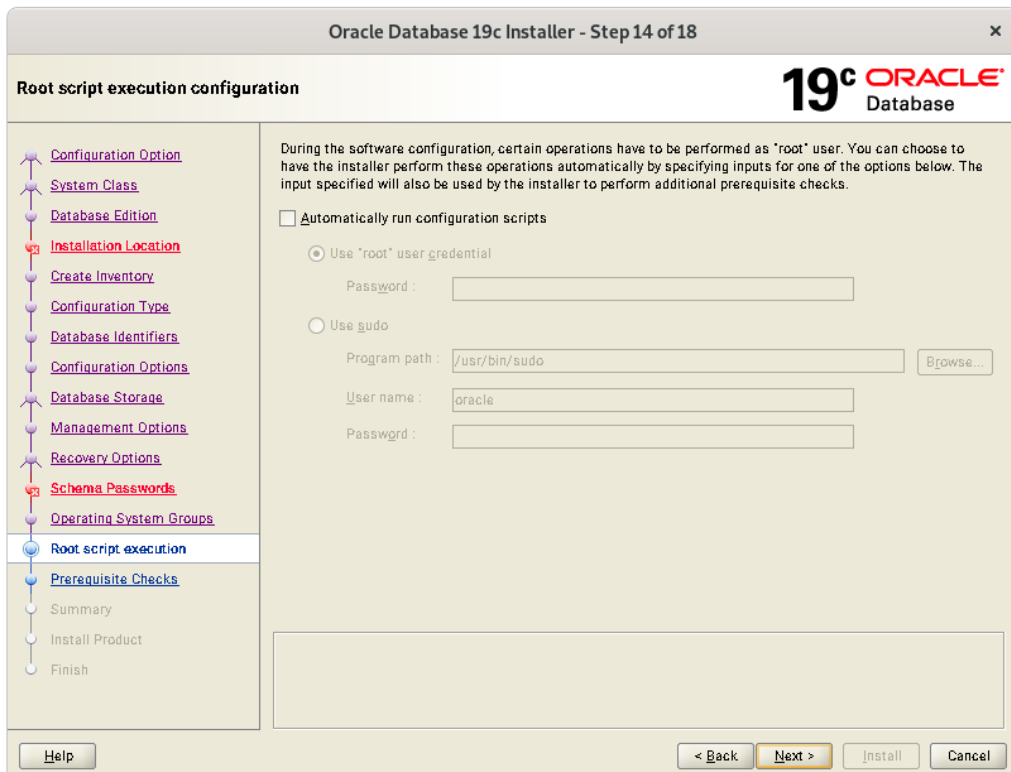 Oracle Database 19c Installer - Step 14 of 18
Root script execution configuration
19c ORACLE
Database
Configuration Option
System Class
Database Edition
Installation Location
Create Inventory
Configuration Type
Database Identifiers
Configuration Options
Database Storage
Management Options
Recovery Options
Schema Passwords
Operating System Groups
Root script execution
Prerequisite Checks
Summary
Install Product
Finish
During the software configuration, certain operations have to be performed as "root" user. You can choose to
have the installer perform these operations automatically by specifying inputs for one of the options below. The
input specified will also be used by the installer to perform additional prerequisite checks.
Automatically run configuration scripts
Use "root" user credential
Password :
Use sudo
Program path : /usr/bin/sudo Browse...
User name : oracle
Password :
Help < Back Next > Install Cancel